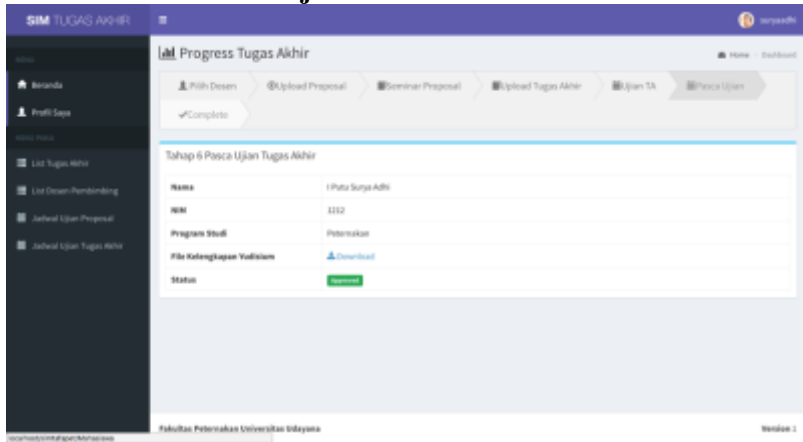 SIM TUGAS AKHIR
suryaadhi
Progress Tugas Akhir
Home
Dashboard
MENU
Beranda
Profil Saya
List Tugas Akhir
List Dosen Pembimbing
Jadwal Ujian Proposal
Jadwal Ujian Tugas Akhir
Pilih Dosen
Upload Proposal
Seminar Proposal
Upload Tugas Akhir
Ujian TA
Pasca Ujian
Complete
Tahap 6 Pasca Ujian Tugas Akhir
Nama I Putu Surya Adhi
NIM
Program Studi Peternakan
File Kelengkapan Yudisium Download
Status Approved
Fakultas Peternakan Universitas Udayana
Version